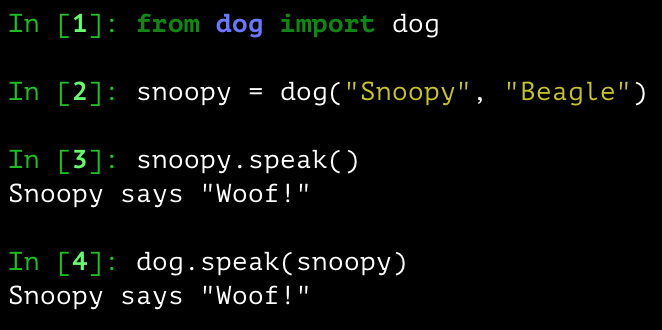 In [1]: from dog import dog
In [2]: snoopy = dog("Snoopy", "Beagle")
In [3]: snoopy.speak()
Snoopy says "Woof!"
In [4]: dog.speak(snoopy)
Snoopy says "Woof!"